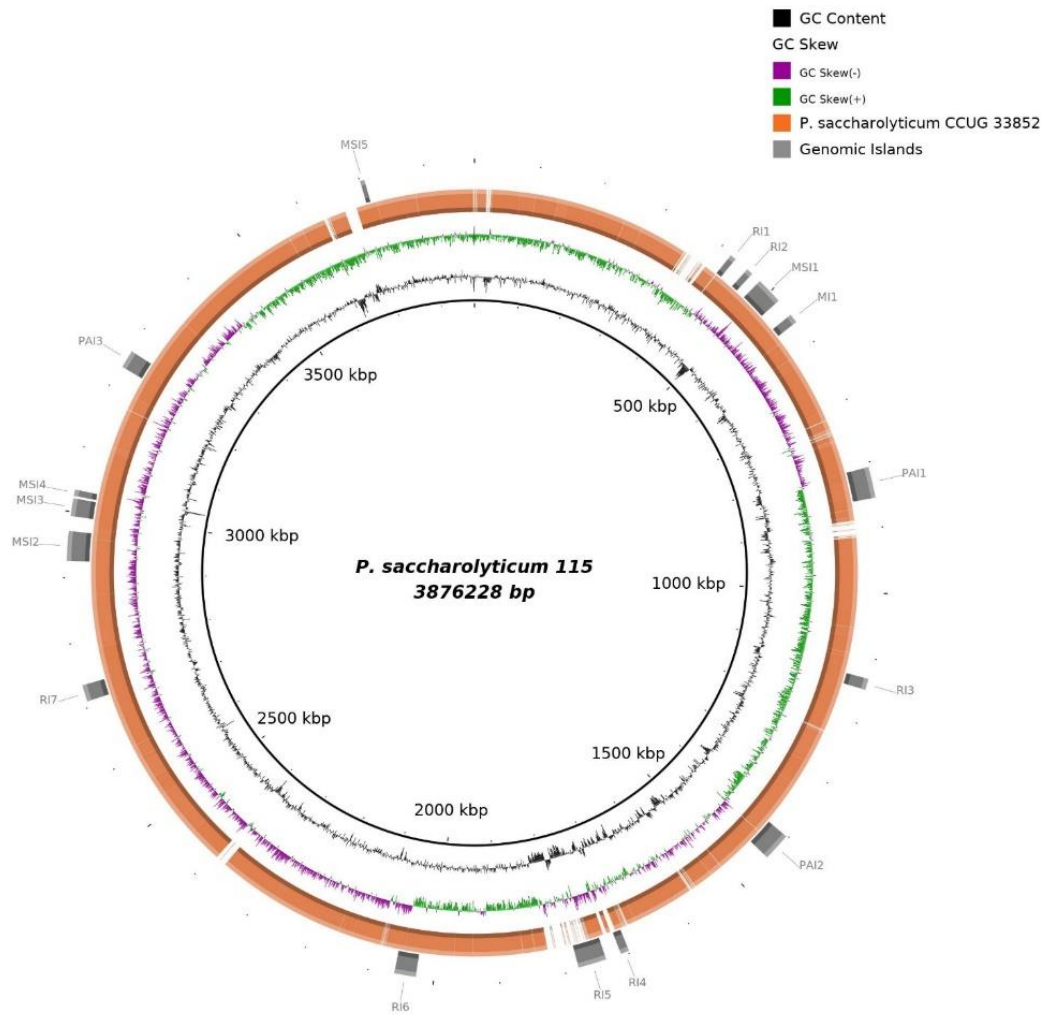 GC Content
GC Skew
GC Skew(-)
GC Skew(+)
P. saccharolyticum CCUG 33852
Genomic Islands
MSI5
RI1
RI2
MSI1
MI1
PAI3
3500 kbp
500 kbp
PAI1
MSI4
MSI3
MSI2
3000 kbp
P. saccharolyticum 115
3876228 bp
1000 kbp
RI3
RI7
2500 kbp
1500 kbp
2000 kbp
PAI2
RI4
RI5
RI6